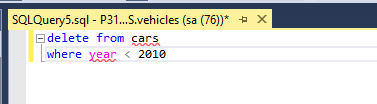 SQLQuery5.sql - P31...S.vehicles (sa (76))*
delete from cars
where year < 2010